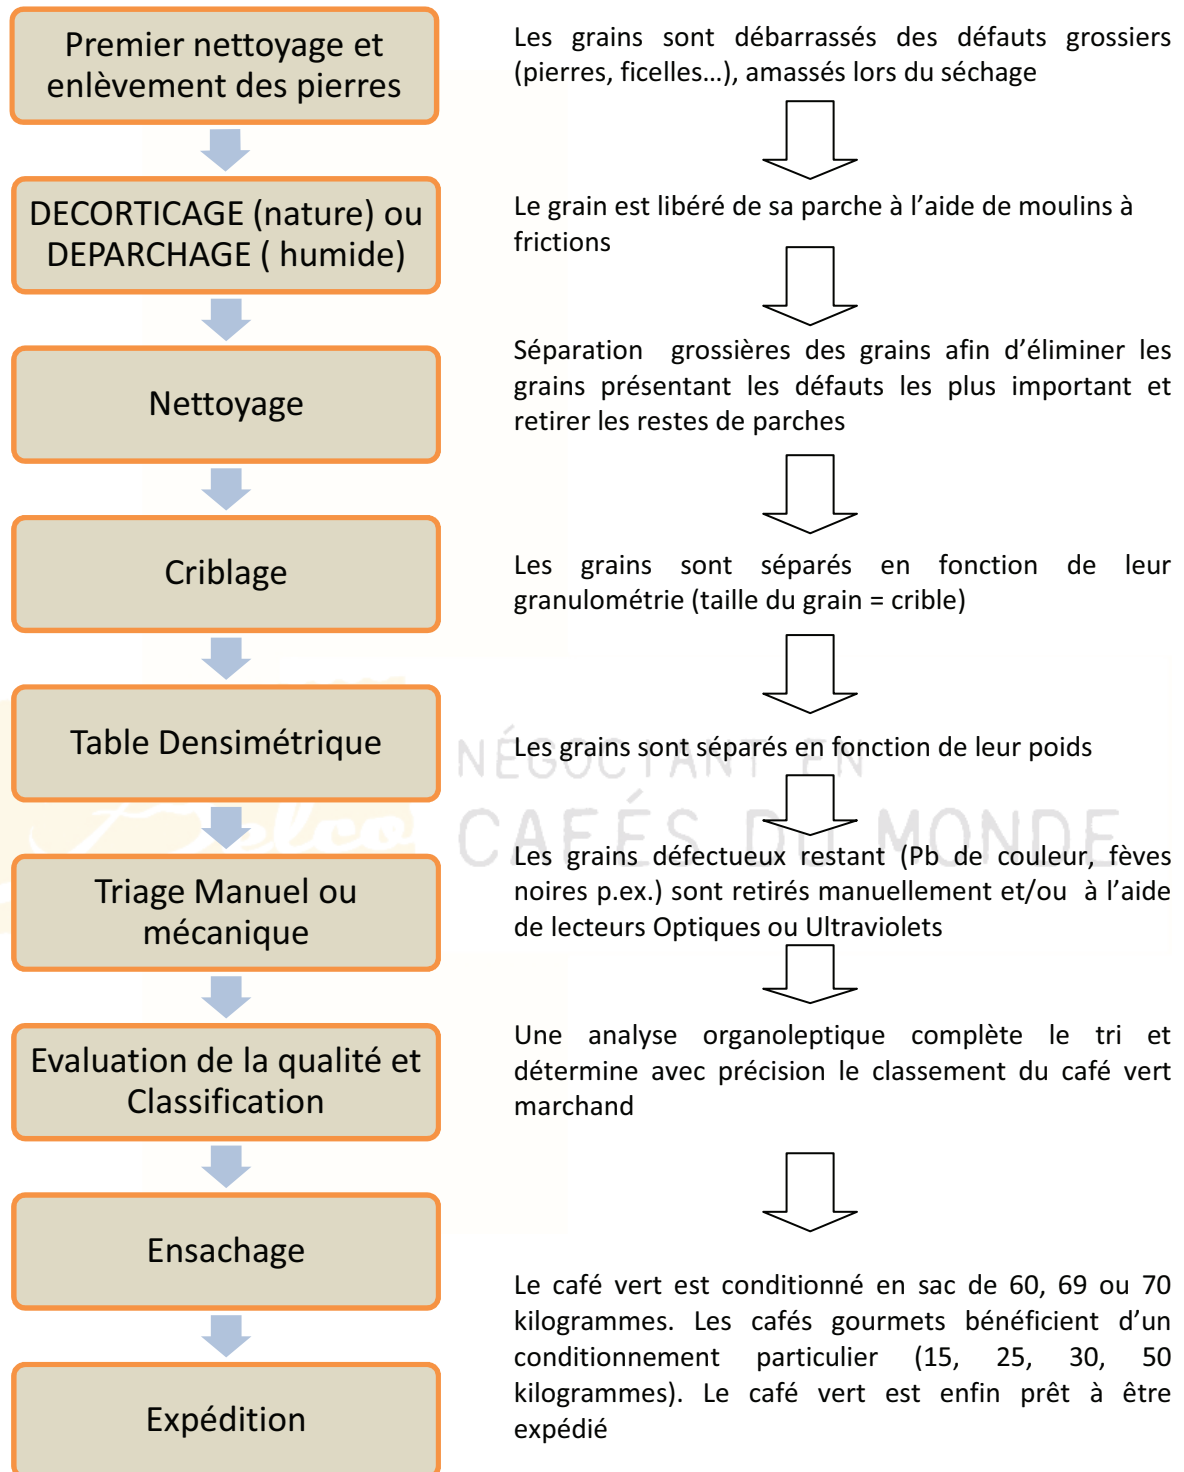 Premier nettoyage et
enlèvement des pierres
Les grains sont débarrassés des défauts grossiers
(pierres, ficelles…), amassés lors du séchage
DECORTICAGE (nature) ou
DEPARCHAGE ( humide)
Le grain est libéré de sa parche à l’aide de moulins à
frictions
Nettoyage
Séparation grossières des grains afin d’éliminer les
grains présentant les défauts les plus important et
retirer les restes de parches
Criblage
Les grains sont séparés en fonction de leur
granulométrie (taille du grain = crible)
Table Densimétrique
Les grains sont séparés en fonction de leur poids
NÉGOCIANT EN
Belco CAFÉS DU MONDE
Triage Manuel ou
mécanique
Les grains défectueux restant (Pb de couleur, fèves
noires p.ex.) sont retirés manuellement et/ou à l’aide
de lecteurs Optiques ou Ultraviolets
Evaluation de la qualité et
Classification
Une analyse organoleptique complète le tri et
détermine avec précision le classement du café vert
marchand
Ensachage
Le café vert est conditionné en sac de 60, 69 ou 70
kilogrammes. Les cafés gourmets bénéficient d’un
conditionnement particulier (15, 25, 30, 50
kilogrammes). Le café vert est enfin prêt à être
expédié
Expédition